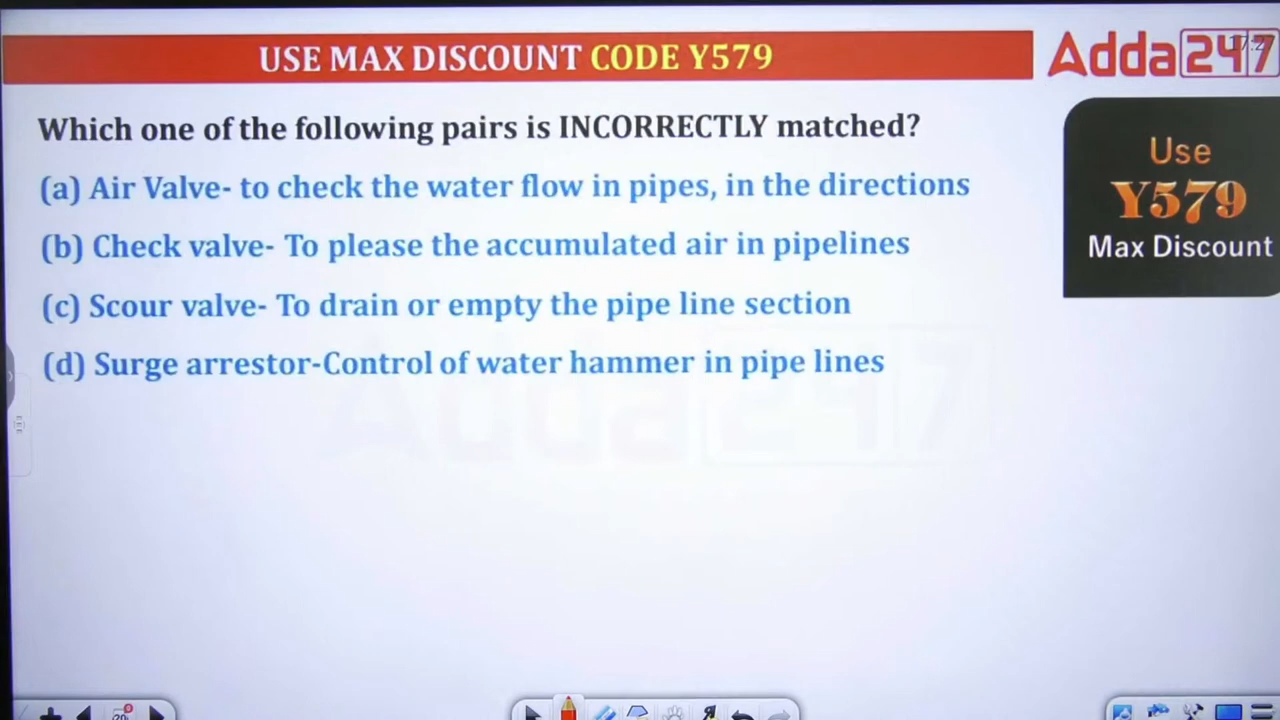 USE MAX DISCOUNT CODE Y579
Adda247
17:27
Which one of the following pairs is INCORRECTLY matched?
Use
Y579
Max Discount
(a) Air Valve- to check the water flow in pipes, in the directions
(b) Check valve- To please the accumulated air in pipelines
(c) Scour valve- To drain or empty the pipe line section
(d) Surge arrestor-Control of water hammer in pipe lines
Adda247